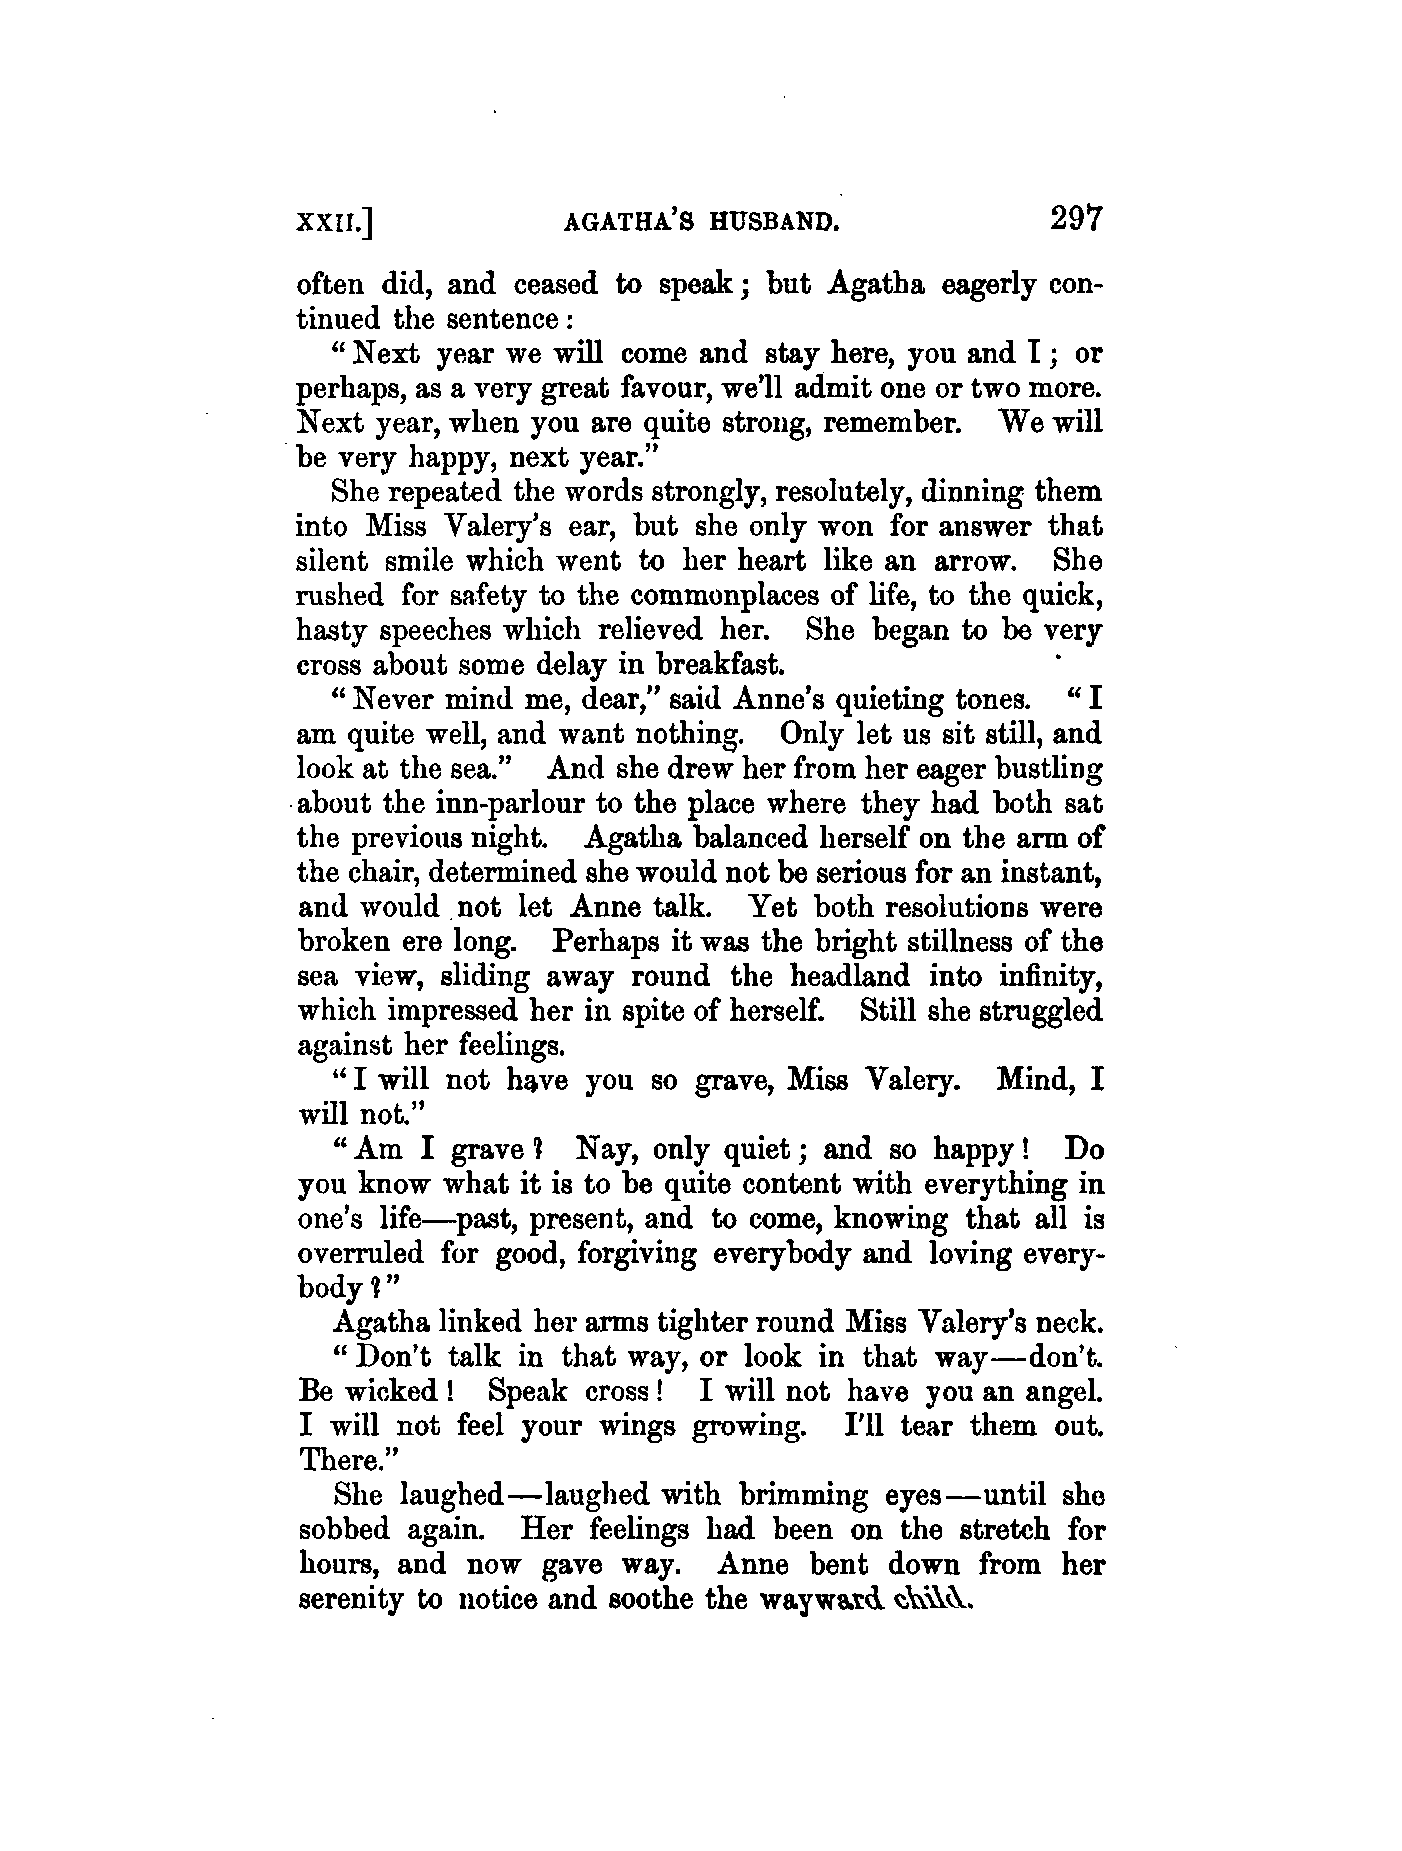 XXII.] AGATHA'S HUSBAND. 297
often did, and ceased to speak; but Agatha eagerly con-
tinued the sentence:
"Next year we will come and stay here, you and I; or
perhaps, as a very great favour, we'll admit one or two more.
Next year, when you are quite strong, remember. We will
be very happy, next year."
She repeated the words strongly, resolutely, dinning them
into Miss Valery's ear, but she only won for answer that
silent smile which went to her heart like an arrow. She
rushed for safety to the commonplaces of life, to the quick,
hasty speeches which relieved her. She began to be very
cross about some delay in breakfast.
"Never mind me, dear," said Anne's quieting tones. "I
am quite well, and want nothing. Only let us sit still, and
look at the sea." And she drew her from her eager bustling
about the inn-parlour to the place where they had both sat
the previous night. Agatha balanced herself on the arm of
the chair, determined she would not be serious for an instant,
and would not let Anne talk. Yet both resolutions were
broken ere long. Perhaps it was the bright stillness of the
sea view, sliding away round the headland into infinity,
which impressed her in spite of herself. Still she struggled
against her feelings.
"I will not have you so grave, Miss Valery. Mind, I
will not."
"Am I grave? Nay, only quiet; and so happy! Do
you know what it is to be quite content with everything in
one's life—past, present, and to come, knowing that all is
overruled for good, forgiving everybody and loving every-
body?"
Agatha linked her arms tighter round Miss Valery's neck.
"Don't talk in that way, or look in that way—don't.
Be wicked! Speak cross! I will not have you an angel.
I will not feel your wings growing. I'll tear them out.
There."
She laughed—laughed with brimming eyes—until she
sobbed again. Her feelings had been on the stretch for
hours, and now gave way. Anne bent down from her
serenity to notice and soothe the wayward child.